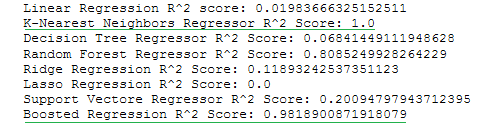 Linear Regression R^2 score: 0.01983666325152511
K-Nearest Neighbors Regressor R^2 Score: 1.0
Decision Tree Regressor R^2 Score: 0.0684144911194862​8
Random Forest Regressor R^2 Score: 0.8085249928264229
Ridge Regression R^2 Score: 0.11893242537351123
Lasso Regression R^2 Score: 0.0
Support Vectore Regressor R^2 Score: 0.20094797943712395
Boosted Regression R^2 Score: 0.9818900871918079